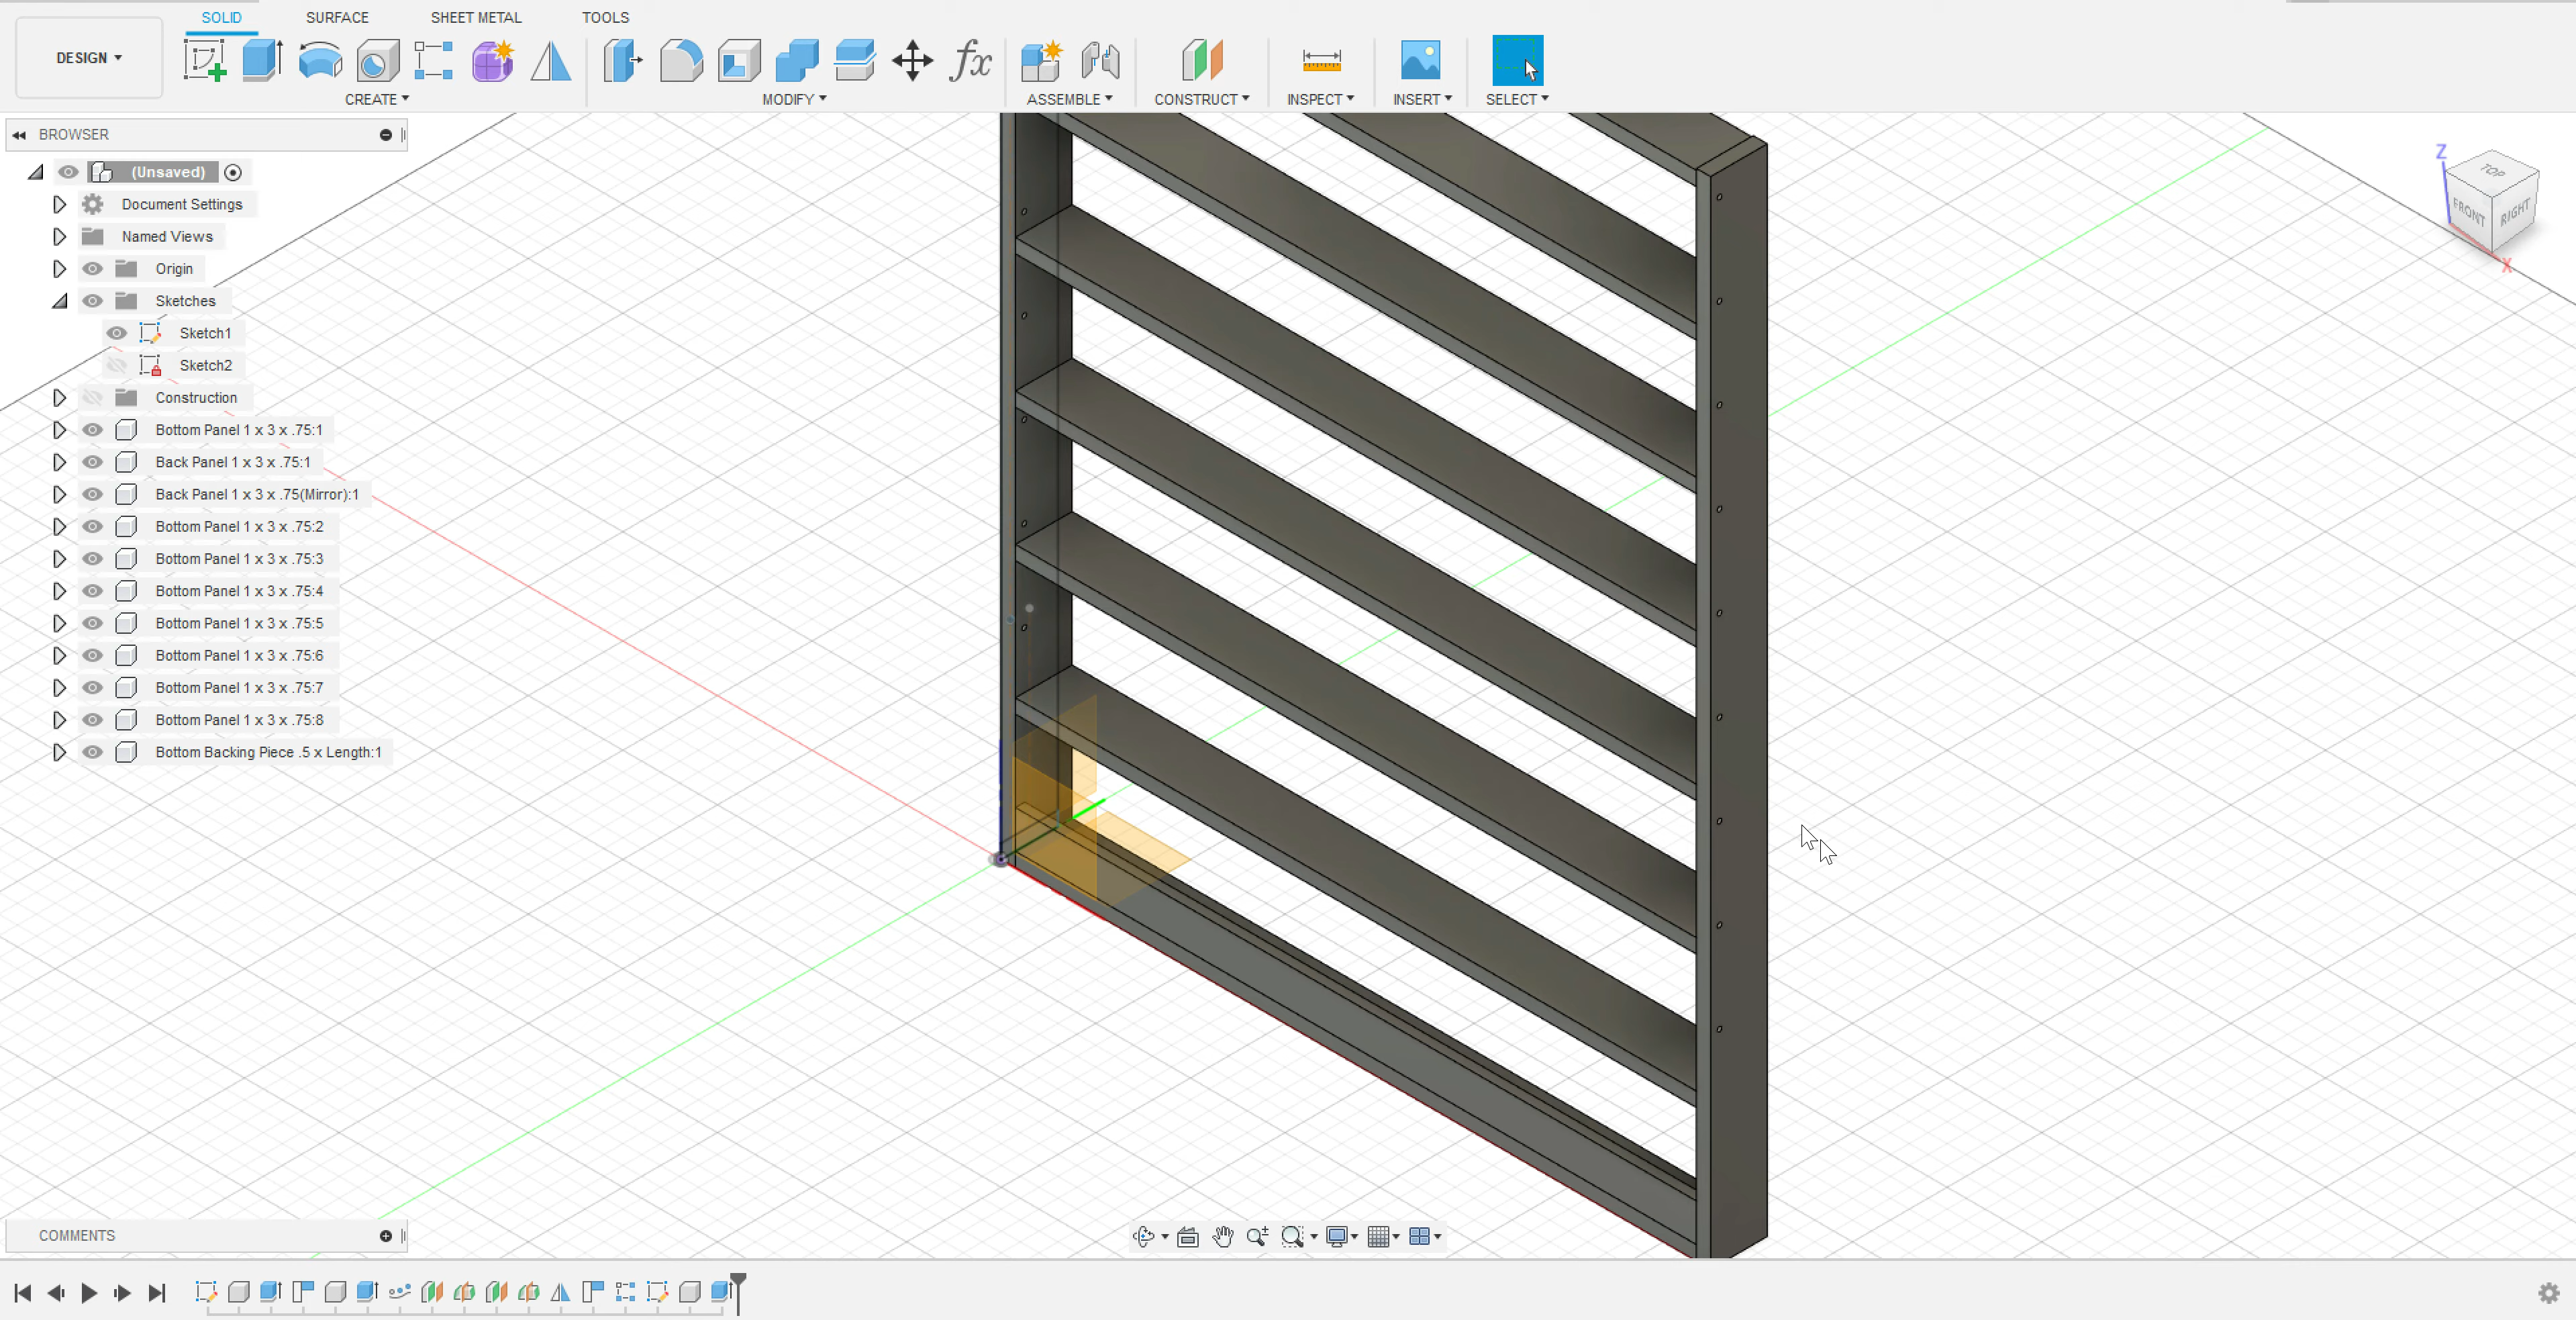 SOLID SURFACE SHEET METAL TOOLS
DESIGN
CREATE MODIFY ASSEMBLE CONSTRUCT INSPECT INSERT SELECT
BROWSER
(Unsaved)
Document Settings
Named Views
Origin
Sketches
Sketch1
Sketch2
Construction
Bottom Panel 1 x 3 x .75:1
Back Panel 1 x 3 x .75:1
Back Panel 1 x 3 x .75(Mirror):1
Bottom Panel 1 x 3 x .75:2
Bottom Panel 1 x 3 x .75:3
Bottom Panel 1 x 3 x .75:4
Bottom Panel 1 x 3 x .75:5
Bottom Panel 1 x 3 x .75:6
Bottom Panel 1 x 3 x .75:7
Bottom Panel 1 x 3 x .75:8
Bottom Backing Piece .5 x Length:1
Z
TOP
FRONT RIGHT
X
COMMENTS